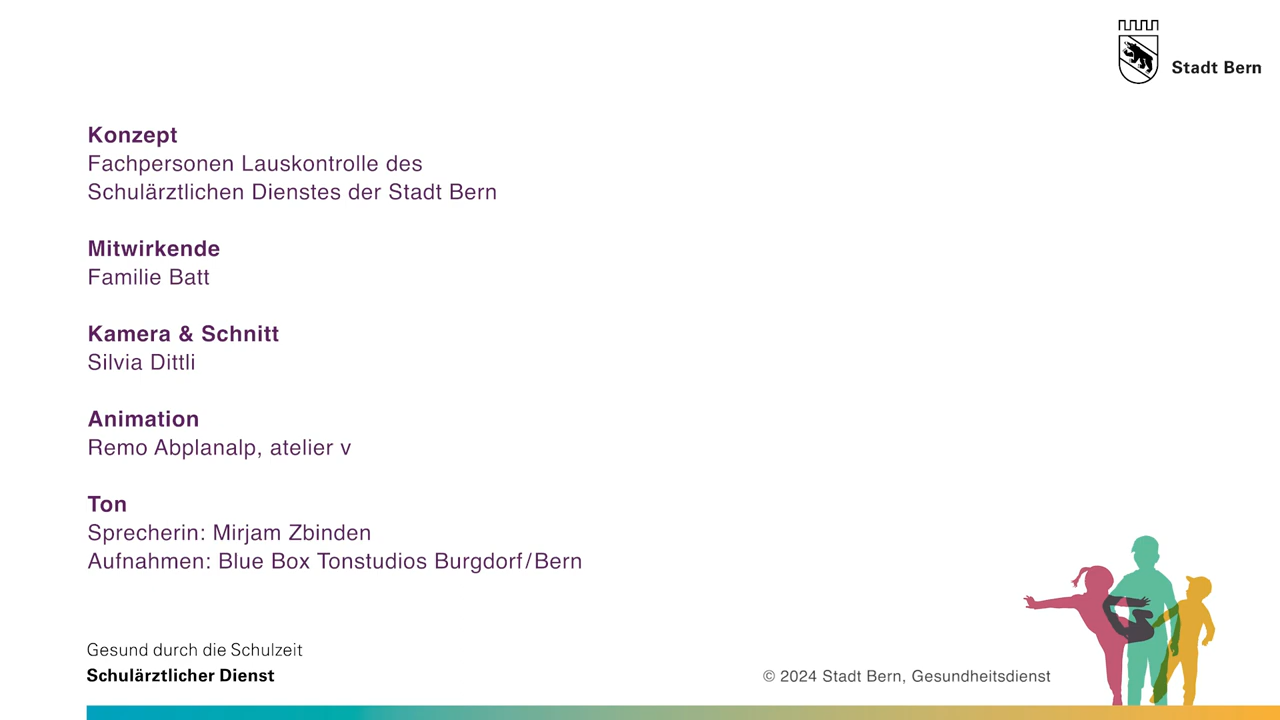 Stadt Bern
Konzept
Fachpersonen Lauskontrolle des
Schulärztlichen Dienstes der Stadt Bern
Mitwirkende
Familie Batt
Kamera & Schnitt
Silvia Dittli
Animation
Remo Abplanalp, atelier v
Ton
Sprecherin: Mirjam Zbinden
Aufnahmen: Blue Box Tonstudios Burgdorf/Bern
Gesund durch die Schulzeit
Schulärztlicher Dienst
© 2024 Stadt Bern, Gesundheitsdienst